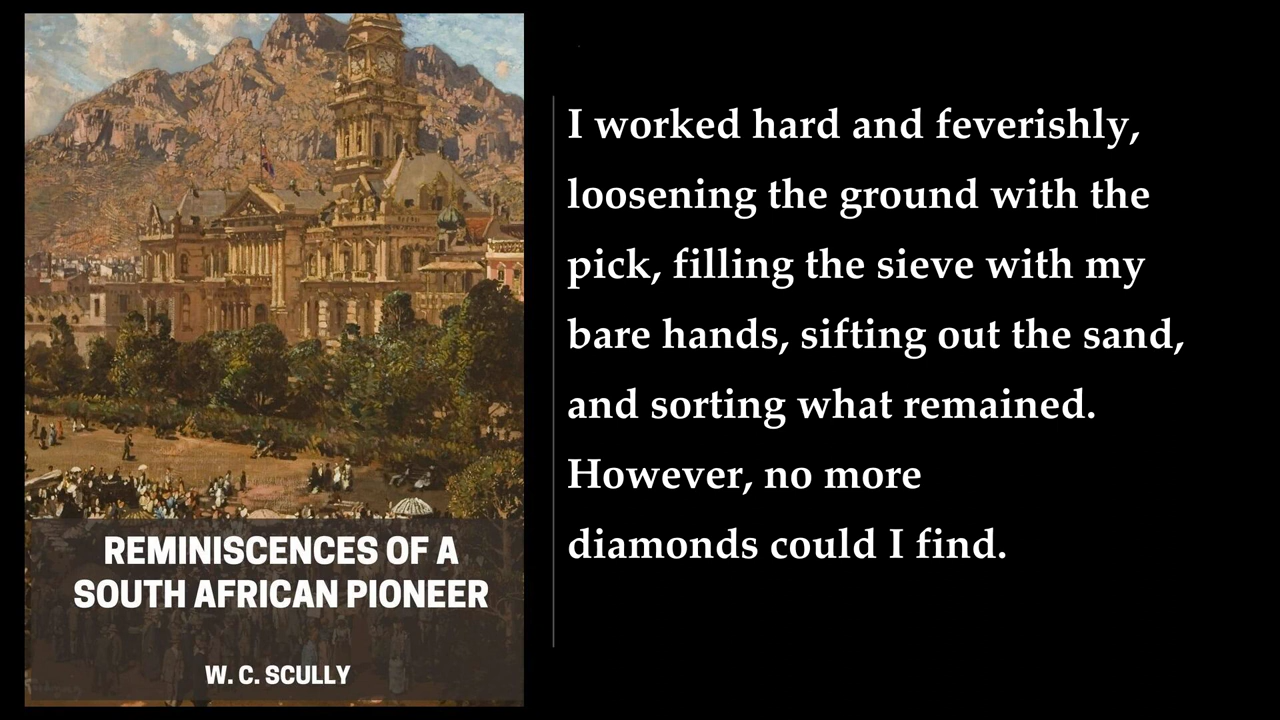 I worked hard and feverishly,
loosening the ground with the
pick, filling the sieve with my
bare hands, sifting out the sand,
and sorting what remained.
However, no more
diamonds could I find.
REMINISCENCES OF A
SOUTH AFRICAN PIONEER
W. C. SCULLY